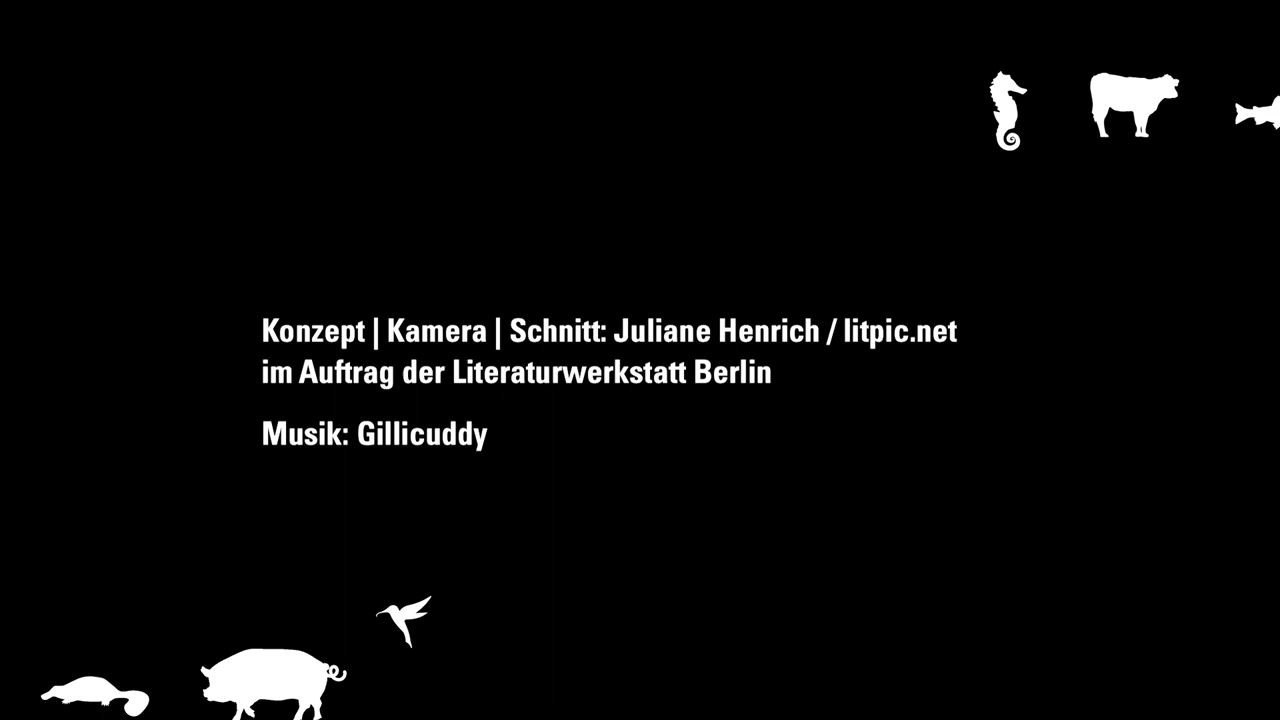 Konzept | Kamera | Schnitt: Juliane Henrich / litpic.net
im Auftrag der Literaturwerkstatt Berlin
Musik: Gillicuddy